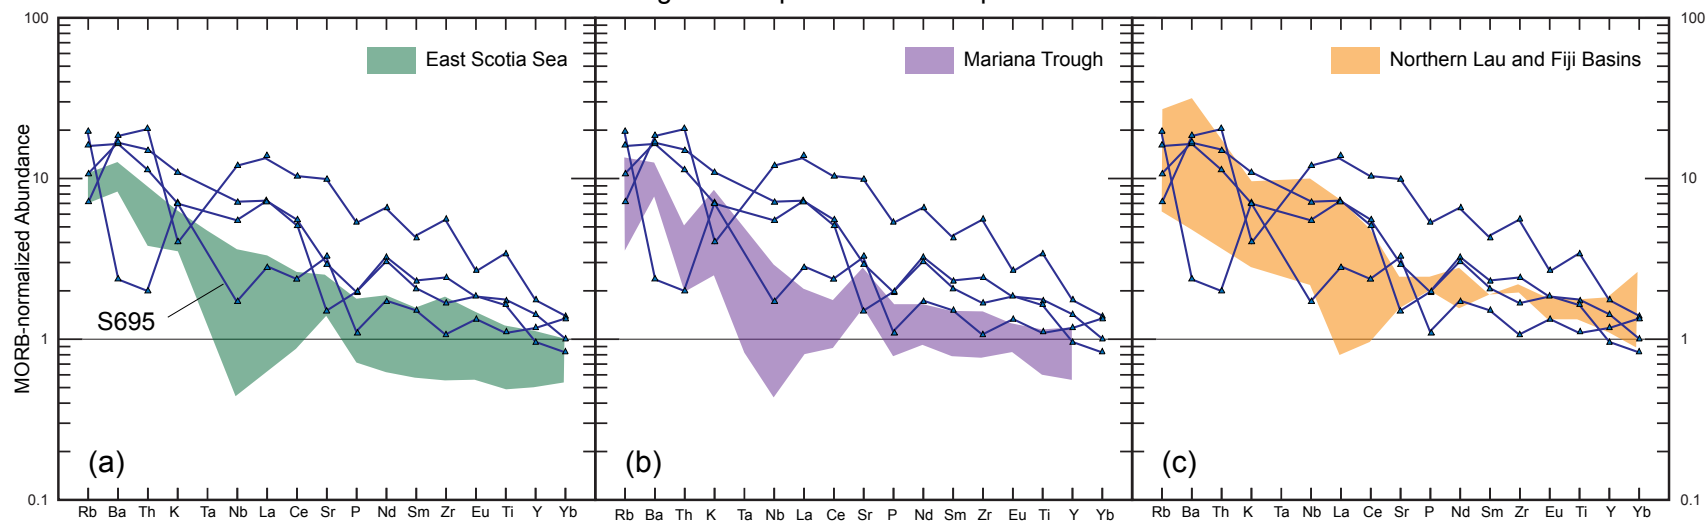 100
East Scotia Sea
Mariana Trough
Northern Lau and Fiji Basins
100
10
10
MORB-normalized Abundance
S695
1
1
(a)
(b)
(c)
0.1
0.1
Rb Ba Th K Ta Nb La Ce Sr P Nd Sm Zr Eu Ti Y Yb
Rb Ba Th K Ta Nb La Ce Sr P Nd Sm Zr Eu Ti Y Yb
Rb Ba Th K Ta Nb La Ce Sr P Nd Sm Zr Eu Ti Y Yb